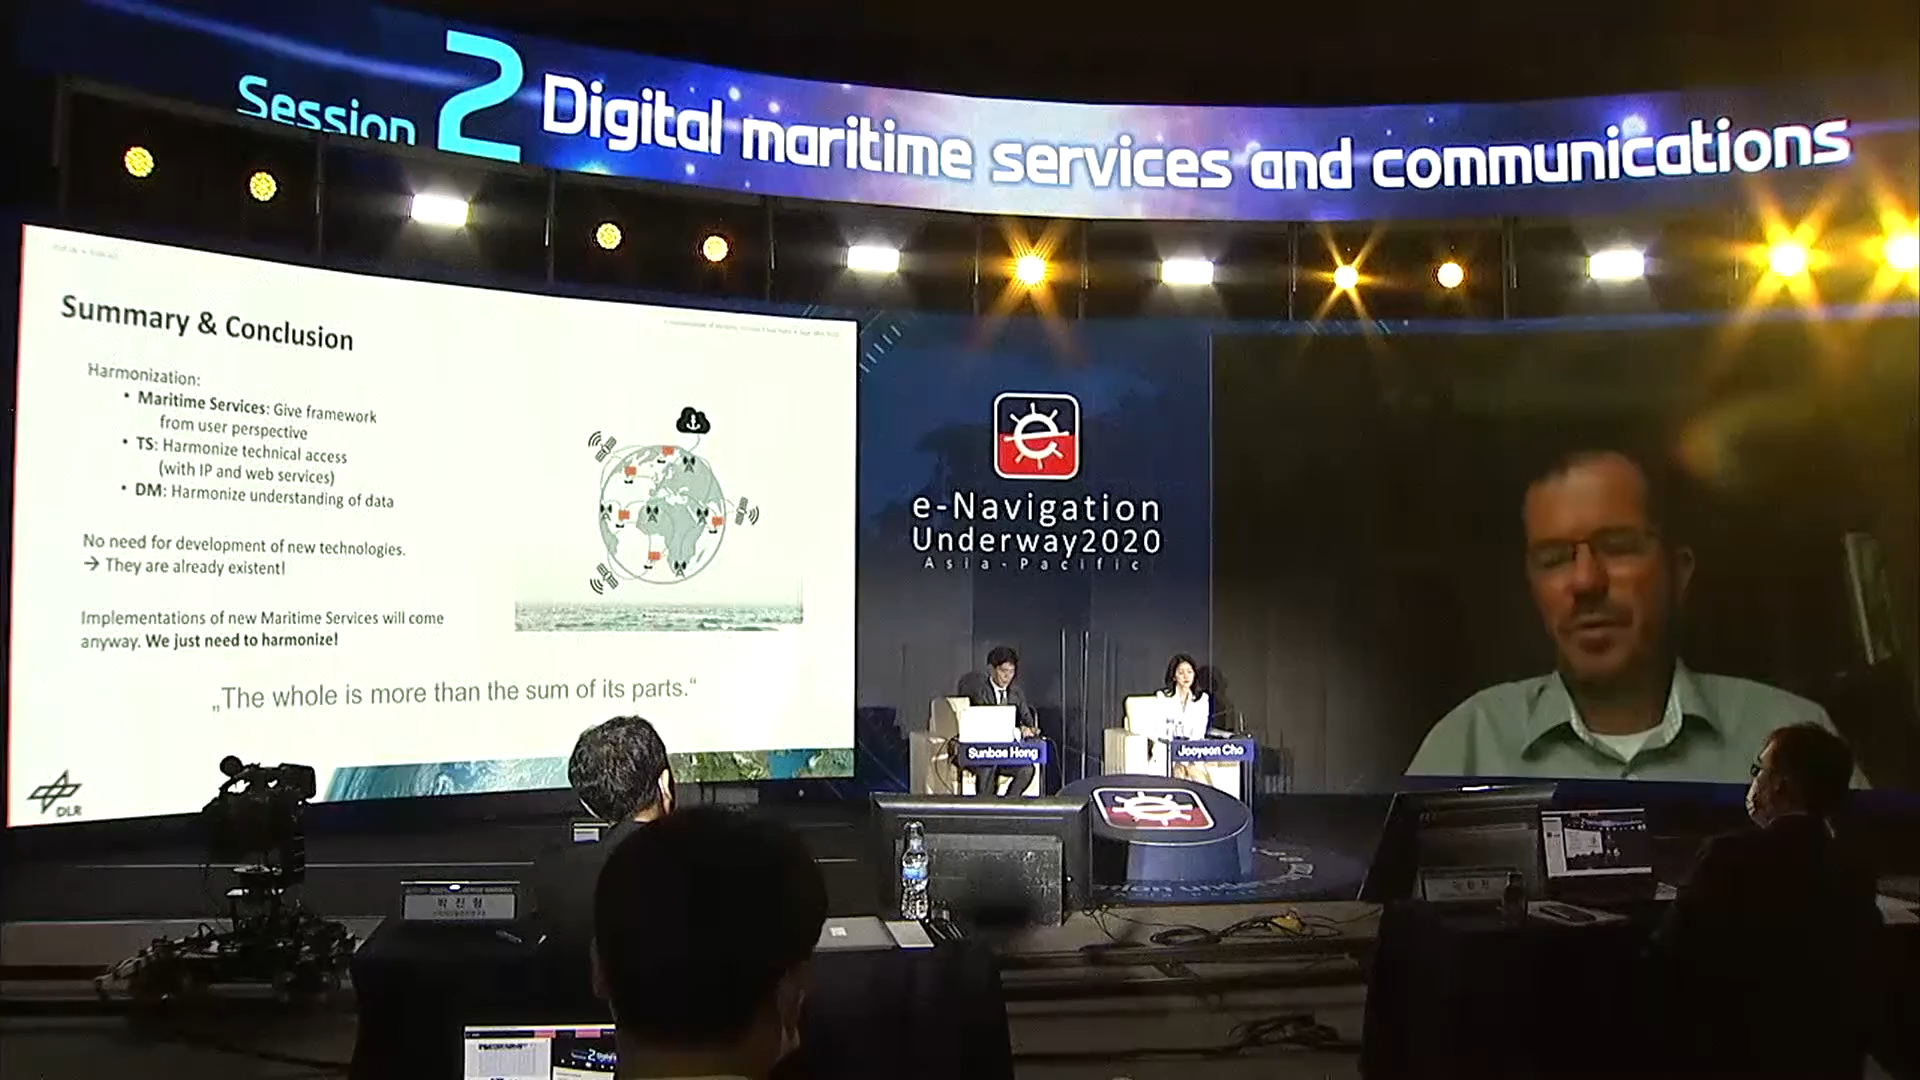 Session 2 Digital maritime services and communications
Summary & Conclusion
Harmonization:
• Maritime Services: Give framework
from user perspective
• TS: Harmonize technical access
(with IP and web services)
• DM: Harmonize understanding of data
No need for development of new technologies.
→ They are already existent!
Implementations of new Maritime Services will come
anyway. We just need to harmonize!
„The whole is more than the sum of its parts.“
DLR
e-Navigation
Underway2020
Asia-Pacific
Sunbae Hong
Jooyeon Cho
박진형